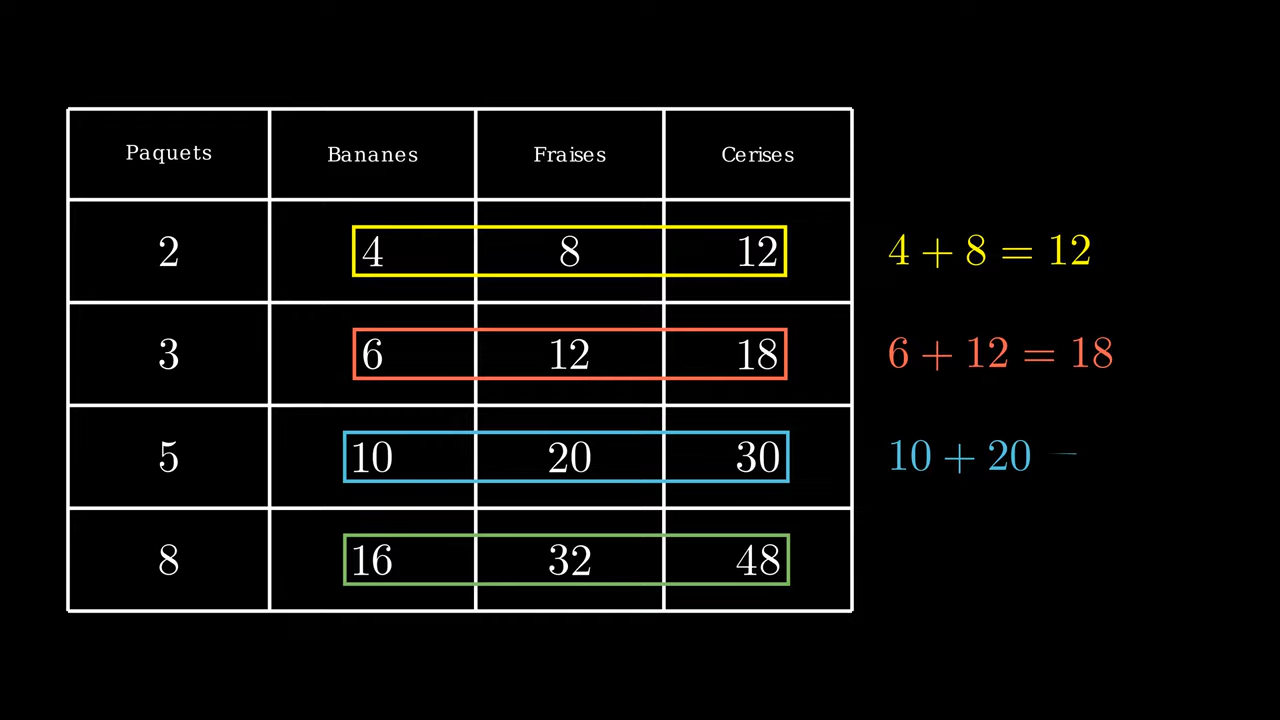 Paquets Bananes Fraises Cerises
2 4 8 12 4 + 8 = 12
3 6 12 18 6 + 12 = 18
5 10 20 30 10 + 20
8 16 32 48